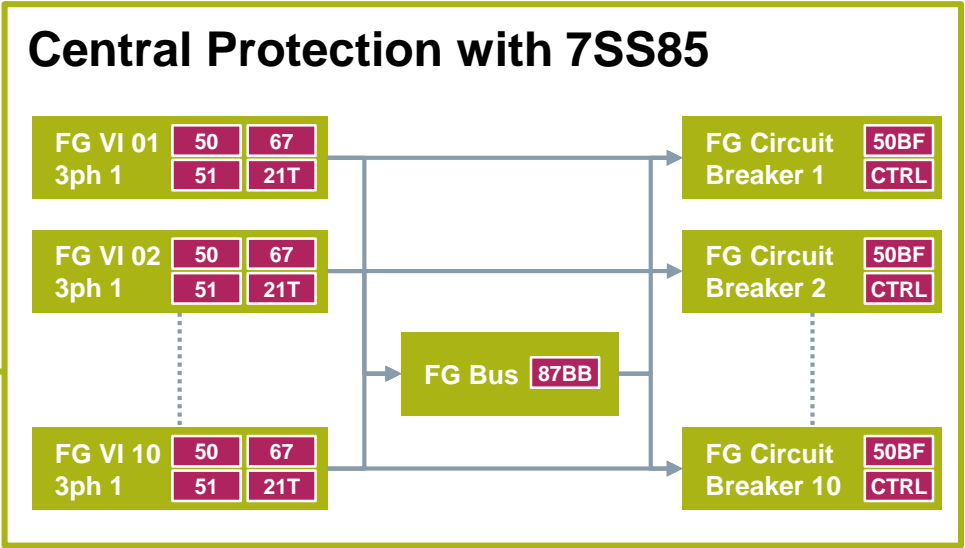 Central Protection with 7SS85
FG VI 01 50 67
3ph 1 51 21T
FG Circuit 50BF
Breaker 1 CTRL
FG VI 02 50 67
3ph 1 51 21T
FG Circuit 50BF
Breaker 2 CTRL
FG Bus 87BB
FG VI 10 50 67
3ph 1 51 21T
FG Circuit 50BF
Breaker 10 CTRL